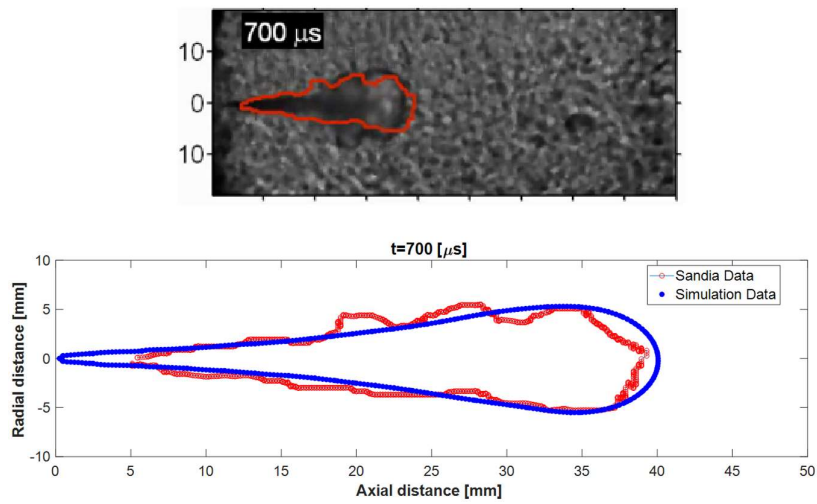 700 μs
10
0
10
t=700 [μs]
10
5
0
-5
-10
Radial distance [mm]
Sandia Data
Simulation Data
0 5 10 15 20 25 30 35 40 45 50
Axial distance [mm]